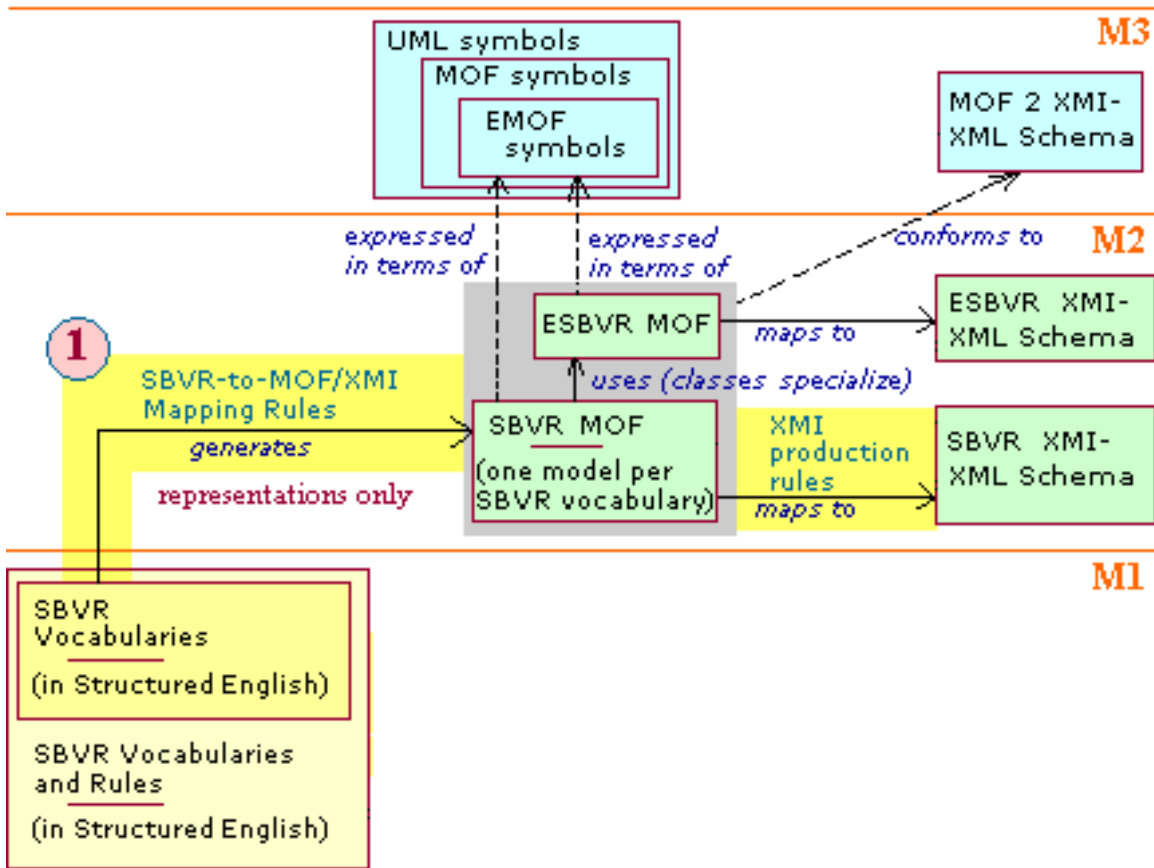 M3
UML symbols
MOF symbols
EMOF
symbols
MOF 2 XMI-
XML Schema
M2
expressed
in terms of
expressed
in terms of
conforms to
ESBVR MOF
maps to
ESBVR XMI-
XML Schema
1
SBVR-to-MOF/XMI
Mapping Rules
generates
representations only
uses (classes specialize)
SBVR MOF
(one model per
SBVR vocabulary)
XMI
production
rules
maps to
SBVR XMI-
XML Schema
M1
SBVR
Vocabularies
(in Structured English)
SBVR Vocabularies
and Rules
(in Structured English)